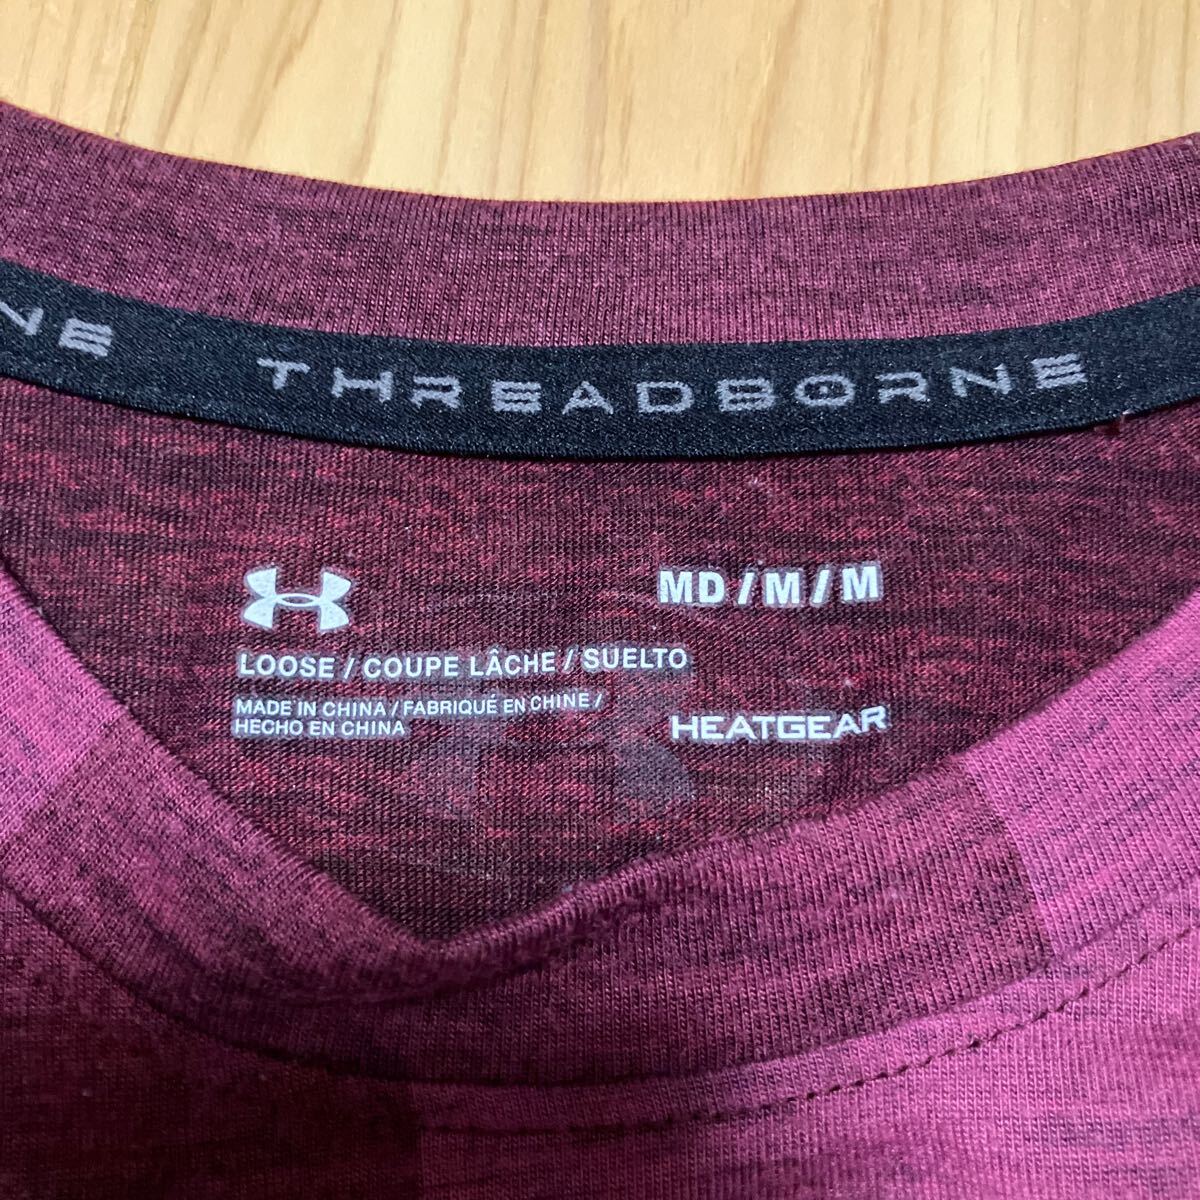 NE THREADBORNE
MD / M / M
LOOSE / COUPE LÂCHE / SUELTO
MADE IN CHINA / FABRIQUÉ EN CHINE /
HECHO EN CHINA
HEATGEAR